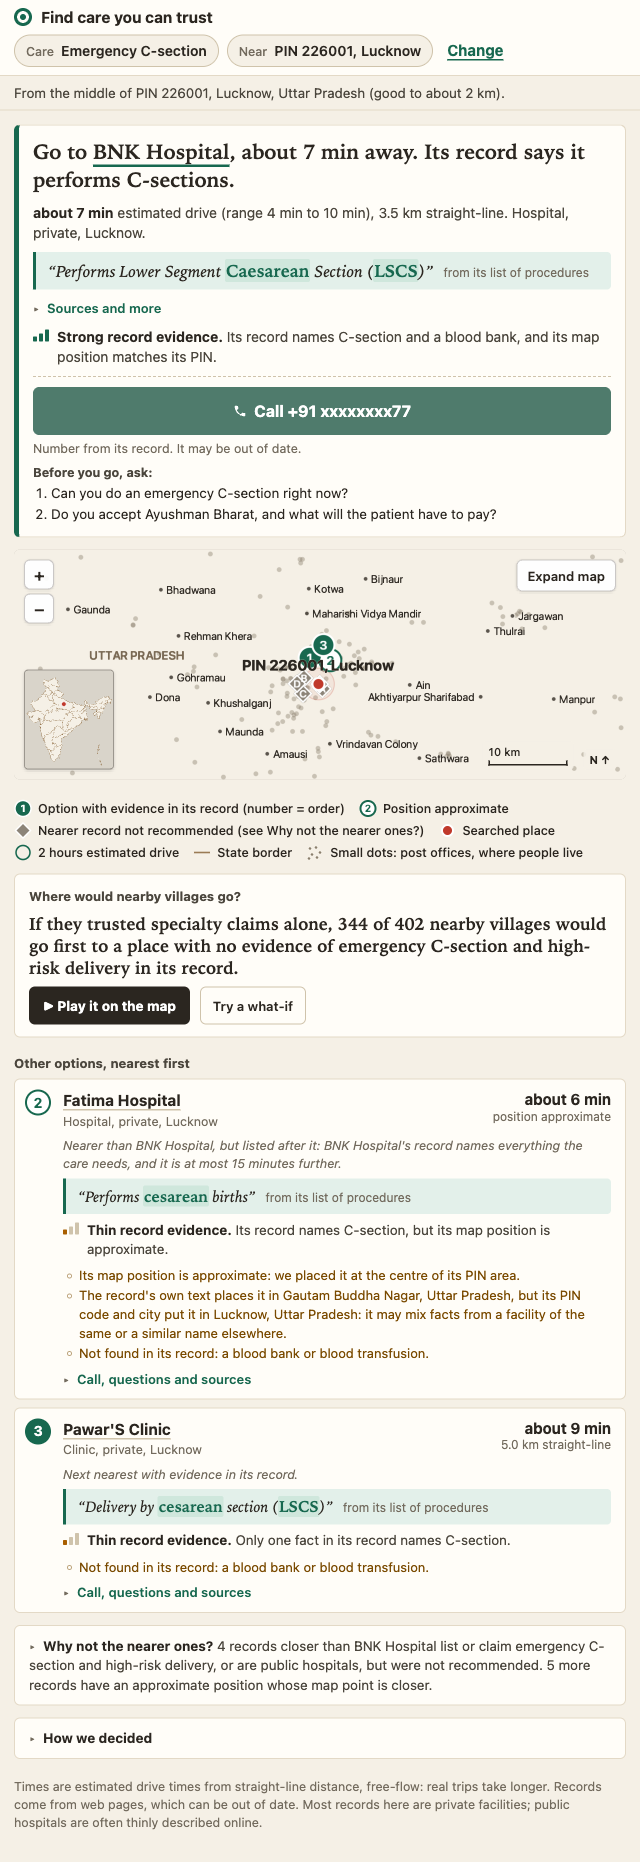 Find care you can trust
Care Emergency C-section
Near PIN 226001, Lucknow
Change
From the middle of PIN 226001, Lucknow, Uttar Pradesh (good to about 2 km).
Go to BNK Hospital, about 7 min away. Its record says it
performs C-sections.
about 7 min estimated drive (range 4 min to 10 min), 3.5 km straight-line. Hospital,
private, Lucknow.
“Performs Lower Segment Caesarean Section (LSCS)” from its list of procedures
Sources and more
Strong record evidence. Its record names C-section and a blood bank, and its map
position matches its PIN.
Call +91 xxxxxxxx77
Number from its record. It may be out of date.
Before you go, ask:
1. Can you do an emergency C-section right now?
2. Do you accept Ayushman Bharat, and what will the patient have to pay?
+
−
Expand map
Bijnaur
Bhadwana
Kotwa
Gaunda
Maharishi Vidya Mandir
Jargawan
Thulrai
Rehman Khera
3
1
UTTAR PRADESH
PIN 226001, Lucknow
Gohramau
Ain
Dona
Khushalganj
Akhtiyarpur Sharifabad
Manpur
D
B
C
Maunda
Vrindavan Colony
Amausi
Sathwara
10 km
N ↑
1 Option with evidence in its record (number = order)
2 Position approximate
Nearer record not recommended (see Why not the nearer ones?)
Searched place
2 hours estimated drive
State border
Small dots: post offices, where people live
Where would nearby villages go?
If they trusted specialty claims alone, 344 of 402 nearby villages would
go first to a place with no evidence of emergency C-section and high-
risk delivery in its record.
Play it on the map
Try a what-if
Other options, nearest first
2 Fatima Hospital about 6 min
Hospital, private, Lucknow position approximate
Nearer than BNK Hospital, but listed after it: BNK Hospital's record names everything the
care needs, and it is at most 15 minutes further.
“Performs cesarean births” from its list of procedures
Thin record evidence. Its record names C-section, but its map position is
approximate.
Its map position is approximate: we placed it at the centre of its PIN area.
The record's own text places it in Gautam Buddha Nagar, Uttar Pradesh, but its PIN
code and city put it in Lucknow, Uttar Pradesh: it may mix facts from a facility of the
same or a similar name elsewhere.
Not found in its record: a blood bank or blood transfusion.
Call, questions and sources
3 Pawar'S Clinic about 9 min
Clinic, private, Lucknow 5.0 km straight-line
Next nearest with evidence in its record.
“Delivery by cesarean section (LSCS)” from its list of procedures
Thin record evidence. Only one fact in its record names C-section.
Not found in its record: a blood bank or blood transfusion.
Call, questions and sources
Why not the nearer ones? 4 records closer than BNK Hospital list or claim emergency C-
section and high-risk delivery, or are public hospitals, but were not recommended. 5 more
records have an approximate position whose map point is closer.
How we decided
Times are estimated drive times from straight-line distance, free-flow: real trips take longer. Records
come from web pages, which can be out of date. Most records here are private facilities; public
hospitals are often thinly described online.